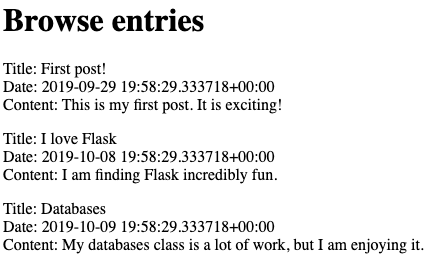 Browse entries
Title: First post!
Date: 2019-09-29 19:58:29.333718+00:00
Content: This is my first post. It is exciting!
Title: I love Flask
Date: 2019-10-08 19:58:29.333718+00:00
Content: I am finding Flask incredibly fun.
Title: Databases
Date: 2019-10-09 19:58:29.333718+00:00
Content: My databases class is a lot of work, but I am enjoying it.